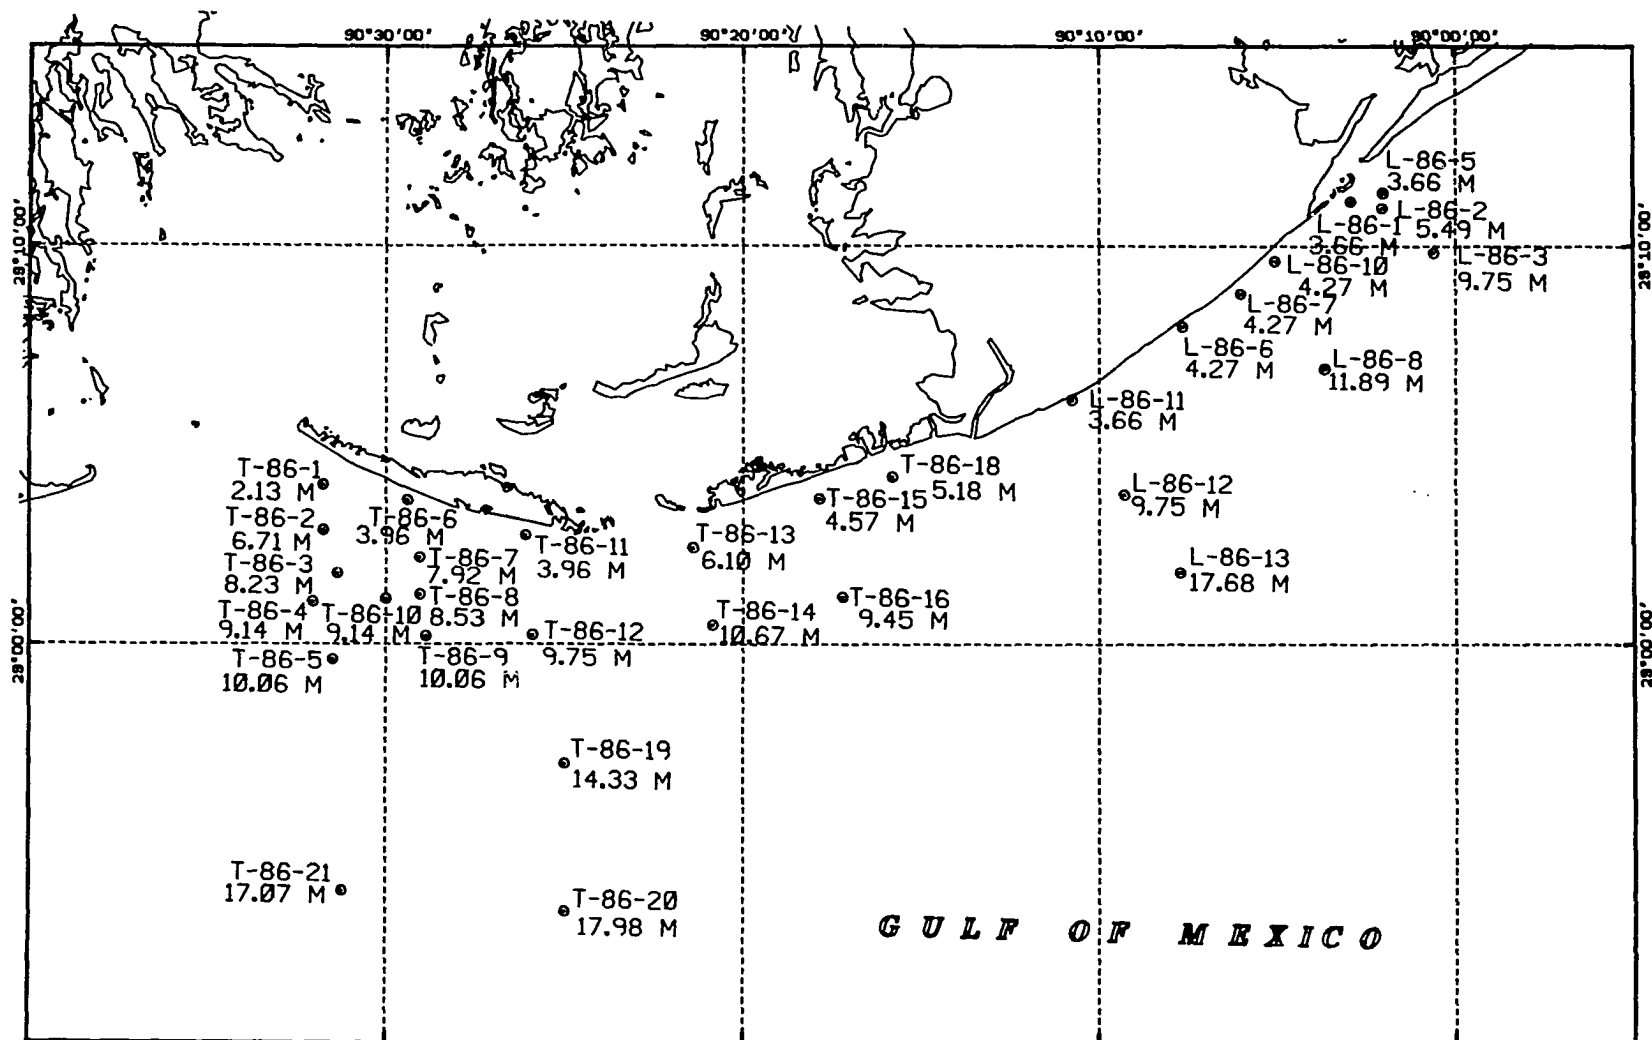 90°30'00' 90°20'00' 90°10'00' 90°00'00'
L-86-5
3.66 M
L-86-2
5.49 M
L-86-1
3.66 M
29°10'00' 29°10'00'
L-86-3
9.75 M
L-86-10
4.27 M
L-86-7
4.27 M
L-86-6
4.27 M
L-86-8
11.89 M
L-86-11
3.66 M
T-86-1
2.13 M
T-86-18
5.18 M
L-86-12
9.75 M
T-86-2
6.71 M
T-86-6
3.96 M
T-86-15
4.57 M
T-86-11
3.96 M
T-86-13
6.10 M
T-86-3
8.23 M
T-86-7
7.92 M
L-86-13
17.68 M
T-86-8
8.53 M
T-86-16
9.45 M
T-86-4
9.14 M
T-86-10
9.14 M
T-86-14
10.67 M
T-86-12
9.75 M
29°00'00' 29°00'00'
T-86-5
10.06 M
T-86-9
10.06 M
T-86-19
14.33 M
T-86-21
17.07 M
T-86-20
17.98 M
GULF OF MEXICO